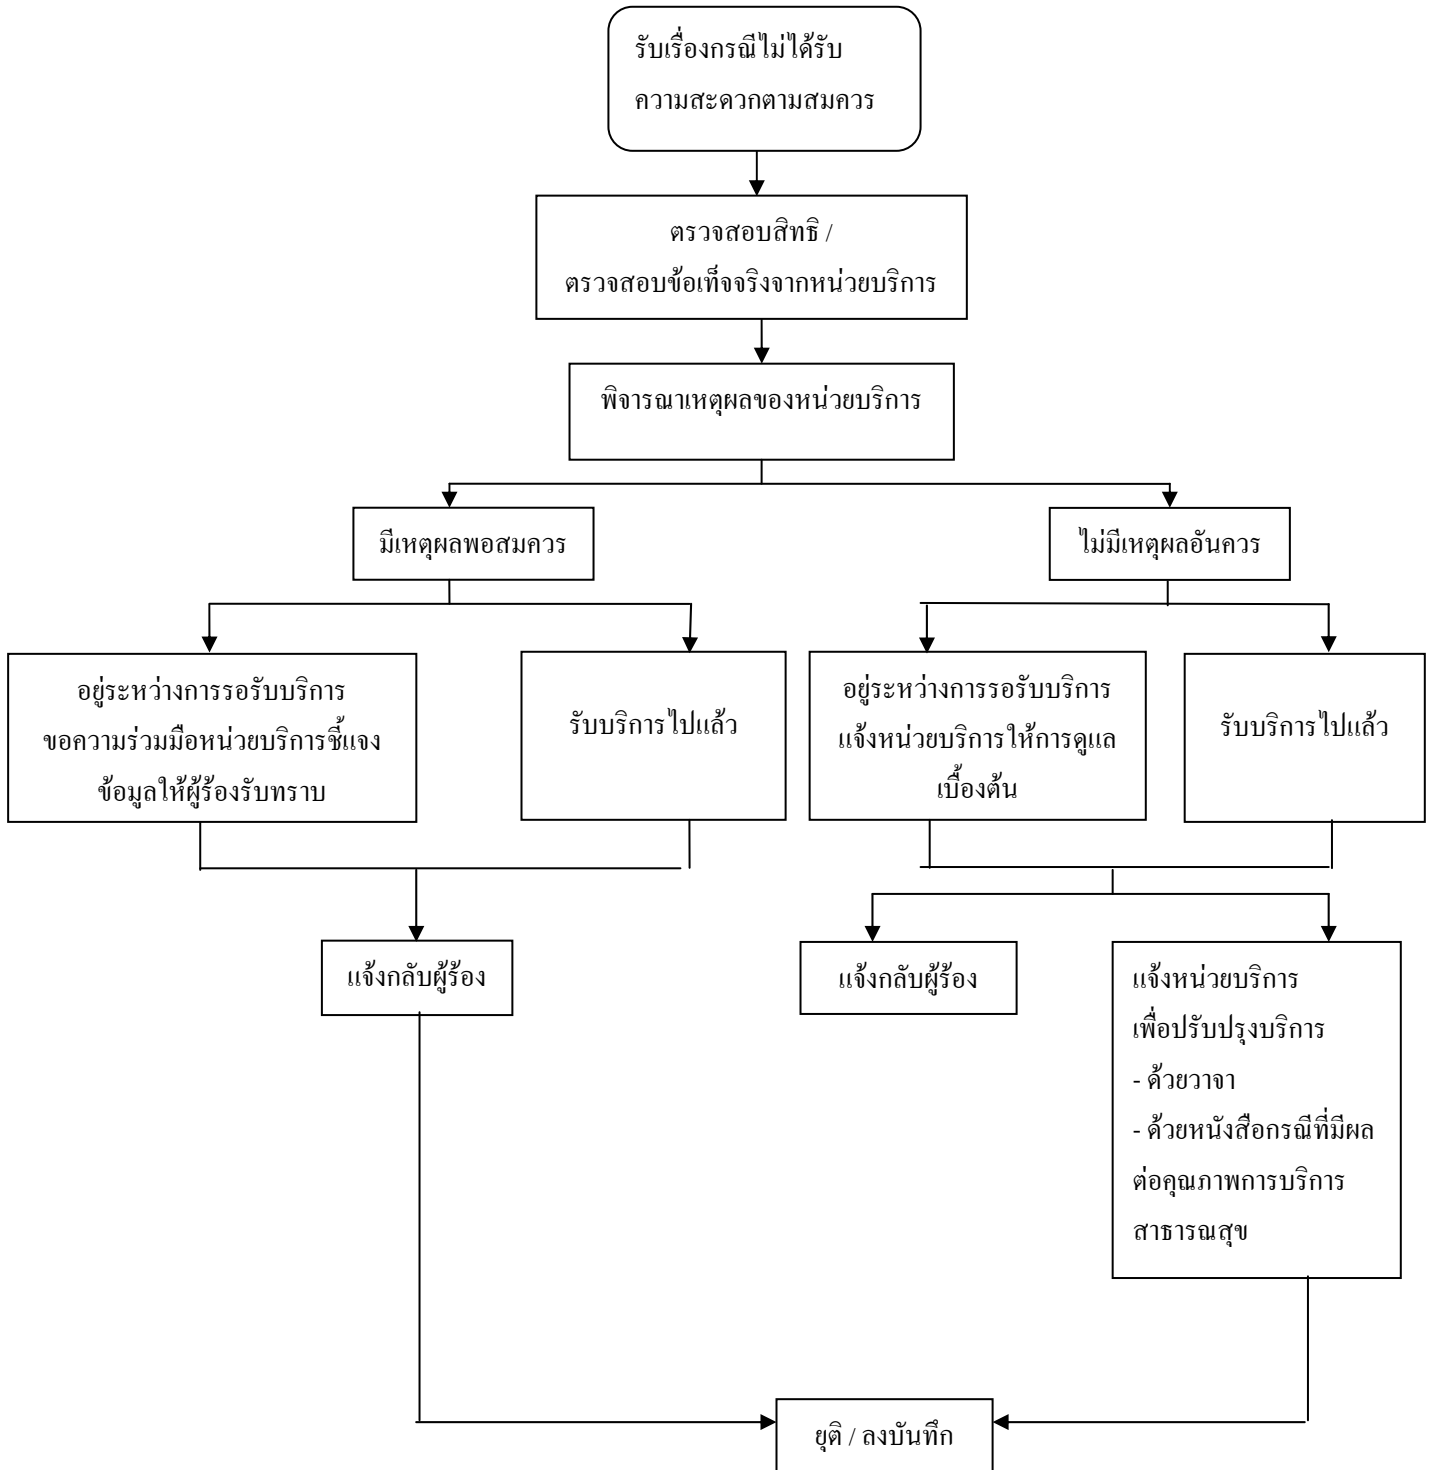 รับเรื่องกรณีไม่ได้รับ
ความสะดวกตามสมควร
ตรวจสอบสิทธิ /
ตรวจสอบข้อเท็จจริงจากหน่วยบริการ
พิจารณาเหตุผลของหน่วยบริการ
มีเหตุผลพอสมควร
ไม่มีเหตุผลอันควร
อยู่ระหว่างการรอรับบริการ
ขอความร่วมมือหน่วยบริการชี้แจง
ข้อมูลให้ผู้ร้องรับทราบ
รับบริการไปแล้ว
อยู่ระหว่างการรอรับบริการ
แจ้งหน่วยบริการให้การดูแล
เบื้องต้น
รับบริการไปแล้ว
แจ้งกลับผู้ร้อง
แจ้งกลับผู้ร้อง
แจ้งหน่วยบริการ
เพื่อปรับปรุงบริการ
- ด้วยวาจา
- ด้วยหนังสือกรณีที่มีผล
ต่อคุณภาพการบริการ
สาธารณสุข
ยุติ / ลงบันทึก